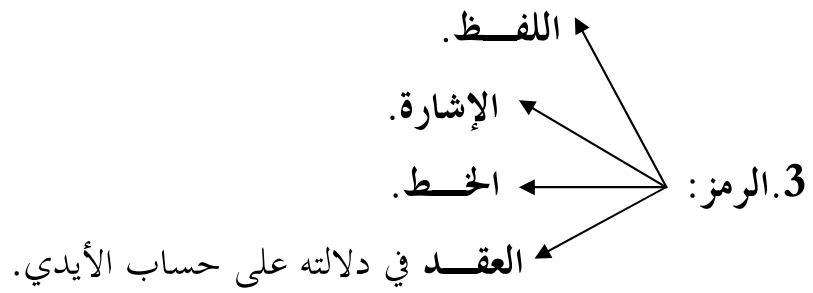 اللفـــظ.
الإشارة.
3.الرمز: الخـــط.
العقـــد في دلالته على حساب الأيدي.